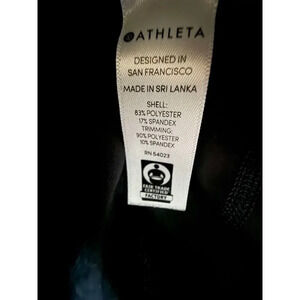 ATHLETA
DESIGNED IN
SAN FRANCISCO
MADE IN SRI LANKA
SHELL:
83% POLYESTER
17% SPANDEX
TRIMMING:
90% POLYESTER
10% SPANDEX
RN 54023
FAIR TRADE
CERTIFIED
FACTORY